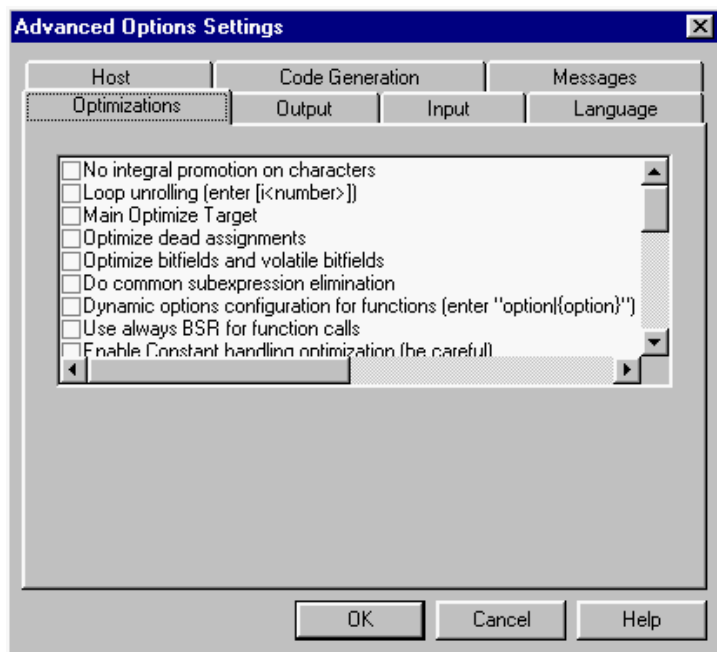 Advanced Options Settings
Host Code Generation Messages
Optimizations Output Input Language
No integral promotion on characters
Loop unrolling (enter [i<number>])
Main Optimize Target
Optimize dead assignments
Optimize bitfields and volatile bitfields
Do common subexpression elimination
Dynamic options configuration for functions (enter "option|{option}")
Use always BSR for function calls
Enable Constant handling optimization (be careful)
OK Cancel Help